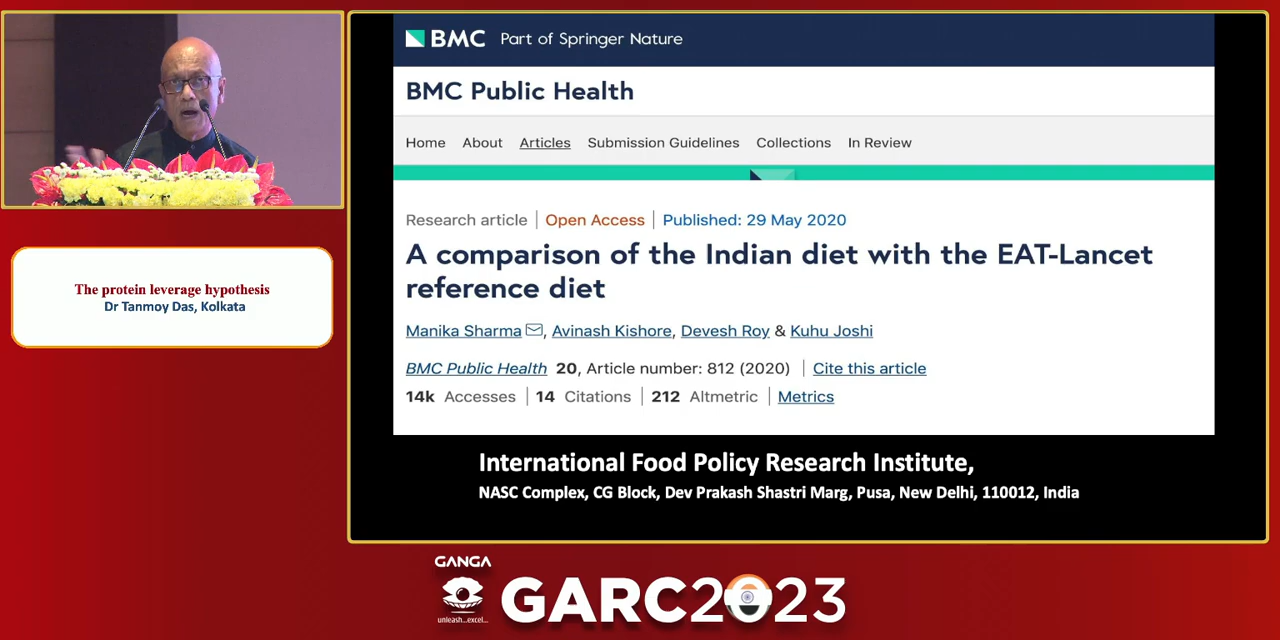 The protein leverage hypothesis
Dr Tanmoy Das, Kolkata
BMC Part of Springer Nature
BMC Public Health
Home About Articles Submission Guidelines Collections In Review
Research article Open Access Published: 29 May 2020
A comparison of the Indian diet with the EAT-Lancet
reference diet
Manika Sharma, Avinash Kishore, Devesh Roy & Kuhu Joshi
BMC Public Health 20, Article number: 812 (2020) Cite this article
14k Accesses 14 Citations 212 Altmetric Metrics
International Food Policy Research Institute,
NASC Complex, CG Block, Dev Prakash Shastri Marg, Pusa, New Delhi, 110012, India
GANGA
unleash...excel...
GARC2023